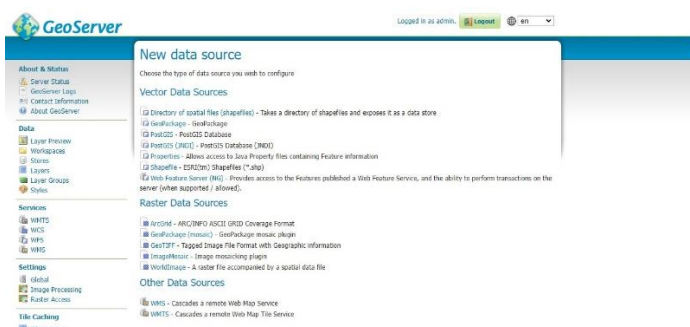 GeoServer
Logged in as admin.
Logout
en
About & Status
Server Status
GeoServer Logs
Contact Information
About GeoServer
Data
Layer Preview
Workspaces
Stores
Layers
Layer Groups
Styles
Services
WMTS
WCS
WFS
WMS
Settings
Global
Image Processing
Raster Access
Tile Caching
New data source
Choose the type of data source you wish to configure
Vector Data Sources
Directory of spatial files (shapefiles) - Takes a directory of shapefiles and exposes it as a data store
GeoPackage - GeoPackage
PostGIS - PostGIS Database
PostGIS (JNDI) - PostGIS Database (JNDI)
Properties - Allows access to Java Property files containing Feature information
Shapefile - ESRI(tm) Shapefiles (*.shp)
Web Feature Server (NG) - Provides access to the Features published a Web Feature Service, and the ability to perform transactions on the
server (when supported / allowed).
Raster Data Sources
ArcGrid - ARC/INFO ASCII GRID Coverage Format
GeoPackage (mosaic) - GeoPackage mosaic plugin
GeoTIFF - Tagged Image File Format with Geographic information
ImageMosaic - Image mosaicking plugin
WorldImage - A raster file accompanied by a spatial data file
Other Data Sources
WMS - Cascades a remote Web Map Service
WMTS - Cascades a remote Web Map Tile Service